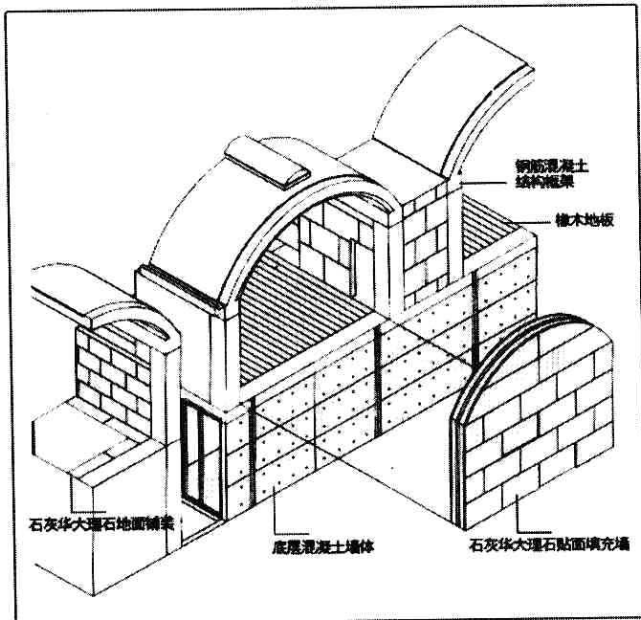 钢筋混凝土
结构框架
橡木地板
石灰华大理石地面铺装
底层混凝土墙体
石灰华大理石贴面填充墙